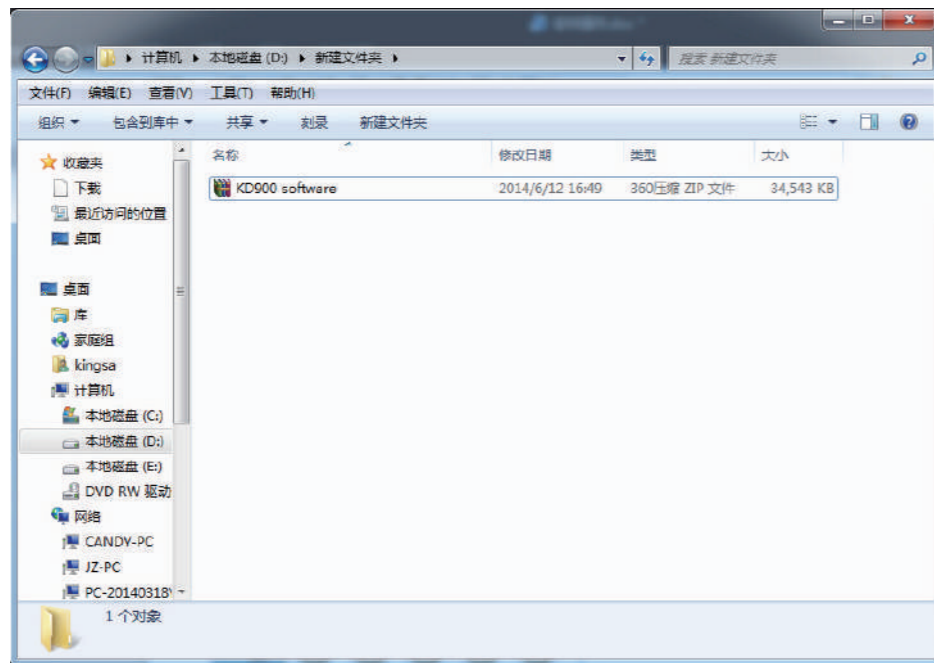 计算机 本地磁盘 (D:) 新建文件夹
搜索 新建文件夹
文件(F) 编辑(E) 查看(V) 工具(T) 帮助(H)
组织 包含到库中 共享 刻录 新建文件夹
名称 修改日期 类型 大小
KD900 software 2014/6/12 16:49 360压缩 ZIP 文件 34,543 KB
收藏夹
下载
最近访问的位置
桌面
桌面
库
家庭组
kingsa
计算机
本地磁盘 (C:)
本地磁盘 (D:)
本地磁盘 (E:)
DVD RW 驱动
网络
CANDY-PC
JZ-PC
PC-20140318
1 个对象